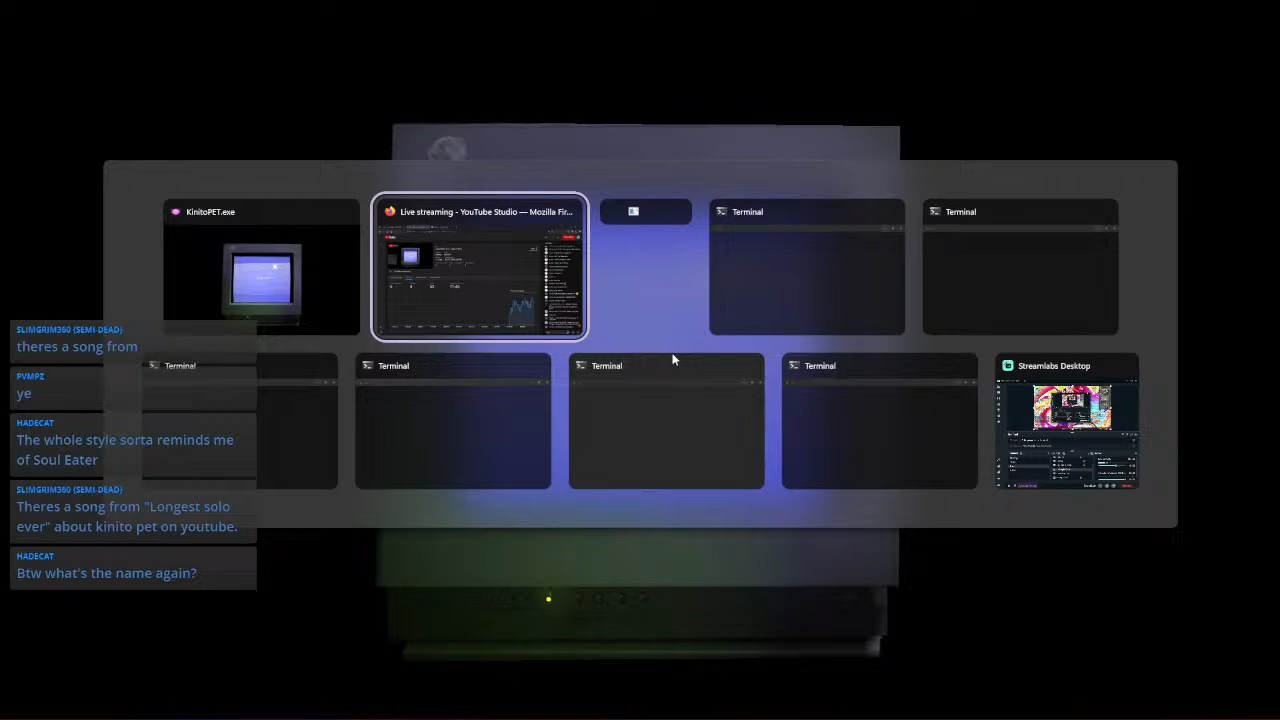 KinitoPET.exe
Live streaming - YouTube Studio — Mozilla Fir...
Terminal
Terminal
Terminal
Terminal
Terminal
Terminal
Streamlabs Desktop
SLIMGRIM360 (SEMI-DEAD)
theres a song from
PVMPZ
ye
HADECAT
The whole style sorta reminds me
of Soul Eater
SLIMGRIM360 (SEMI-DEAD)
Theres a song from "Longest solo
ever" about kinito pet on youtube.
HADECAT
Btw what's the name again?